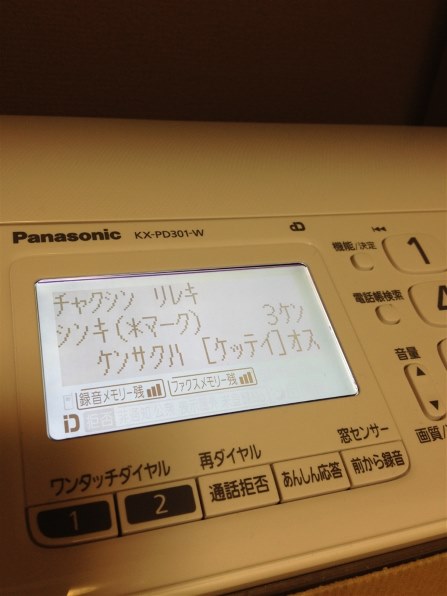 Panasonic KX-PD301-W
チャクシン リレキ
シンキ(*マーク) 3ケン
ケンサクハ [ケッテイ]オス
録音メモリー残 ファクスメモリー残
機能/決定
1
電話帳検索
4
音量
画質/
ワンタッチダイヤル 再ダイヤル 窓センサー
1 2 通話拒否 あんしん応答 前から録音